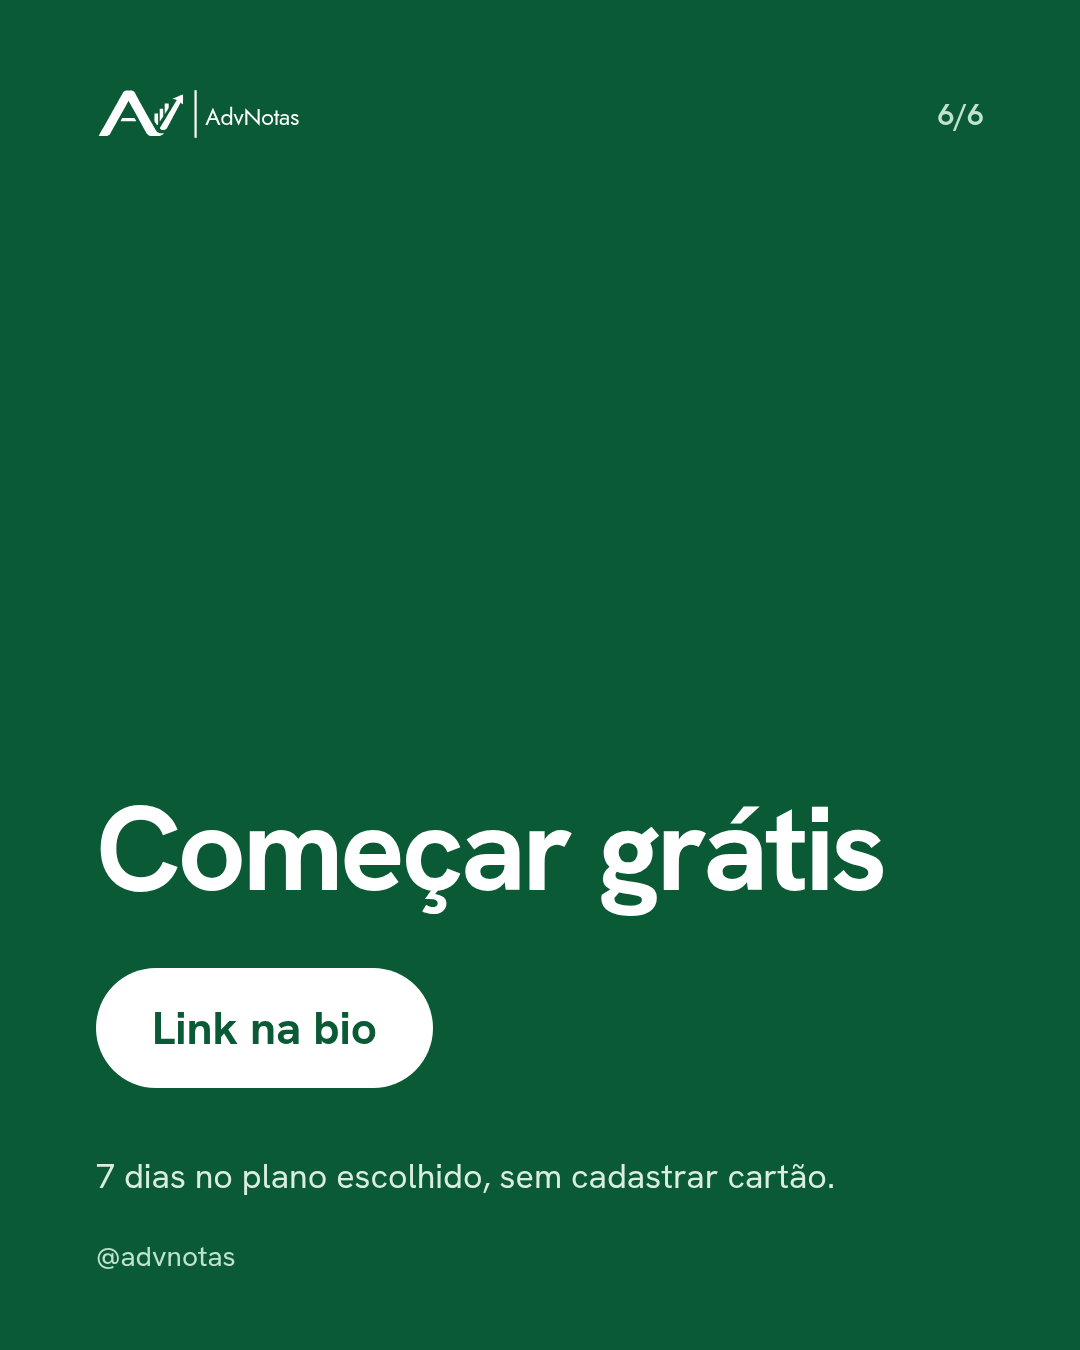 AdvNotas
6/6
Começar grátis
Link na bio
7 dias no plano escolhido, sem cadastrar cartão.
@advnotas